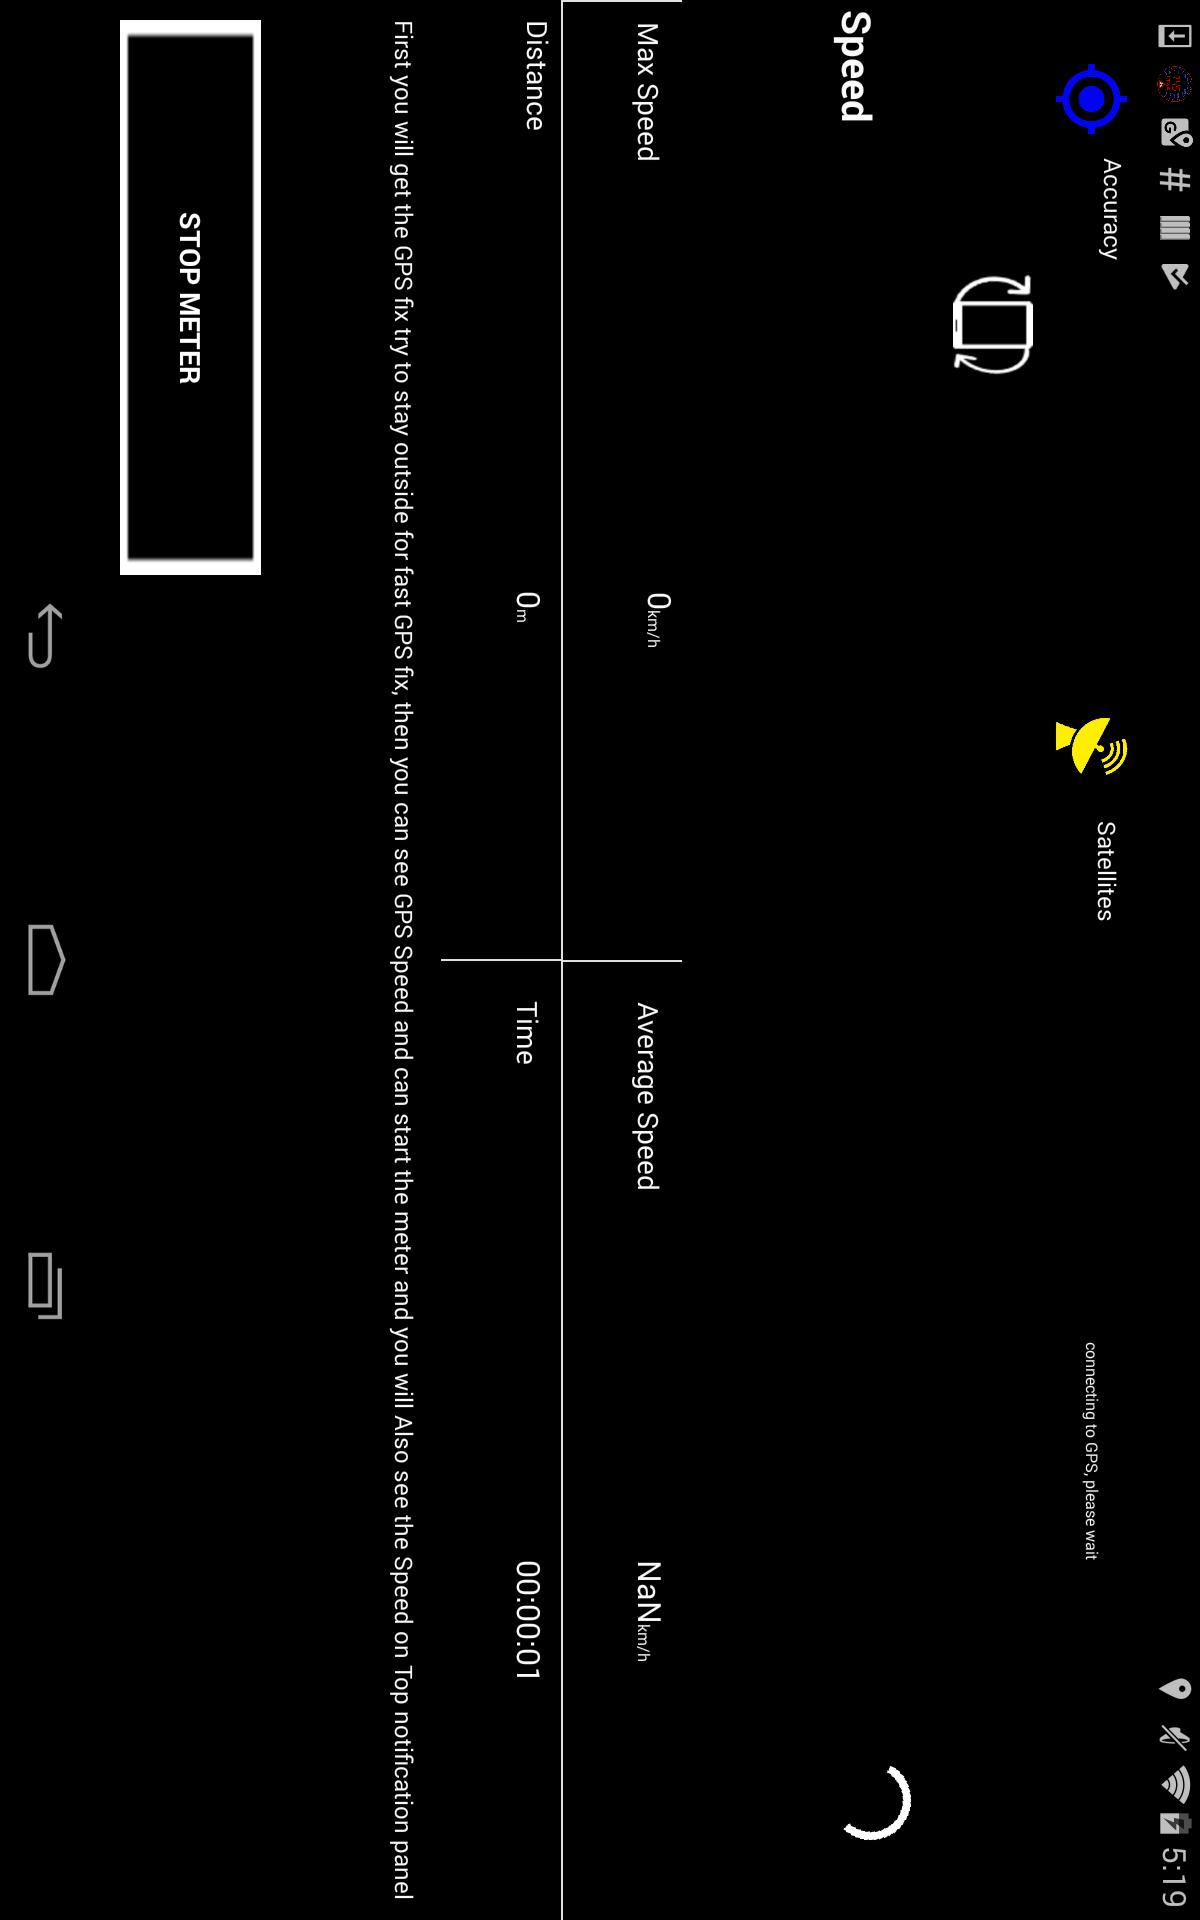 5:19
Accuracy
Satellites
connecting to GPS, please wait
Speed
Max Speed
0km/h
Average Speed
NaNkm/h
Distance
0m
Time
00:00:01
First you will get the GPS fix try to stay outside for fast GPS fix, then you can see GPS Speed and can start the meter and you will Also see the Speed on Top notification panel
STOP METER